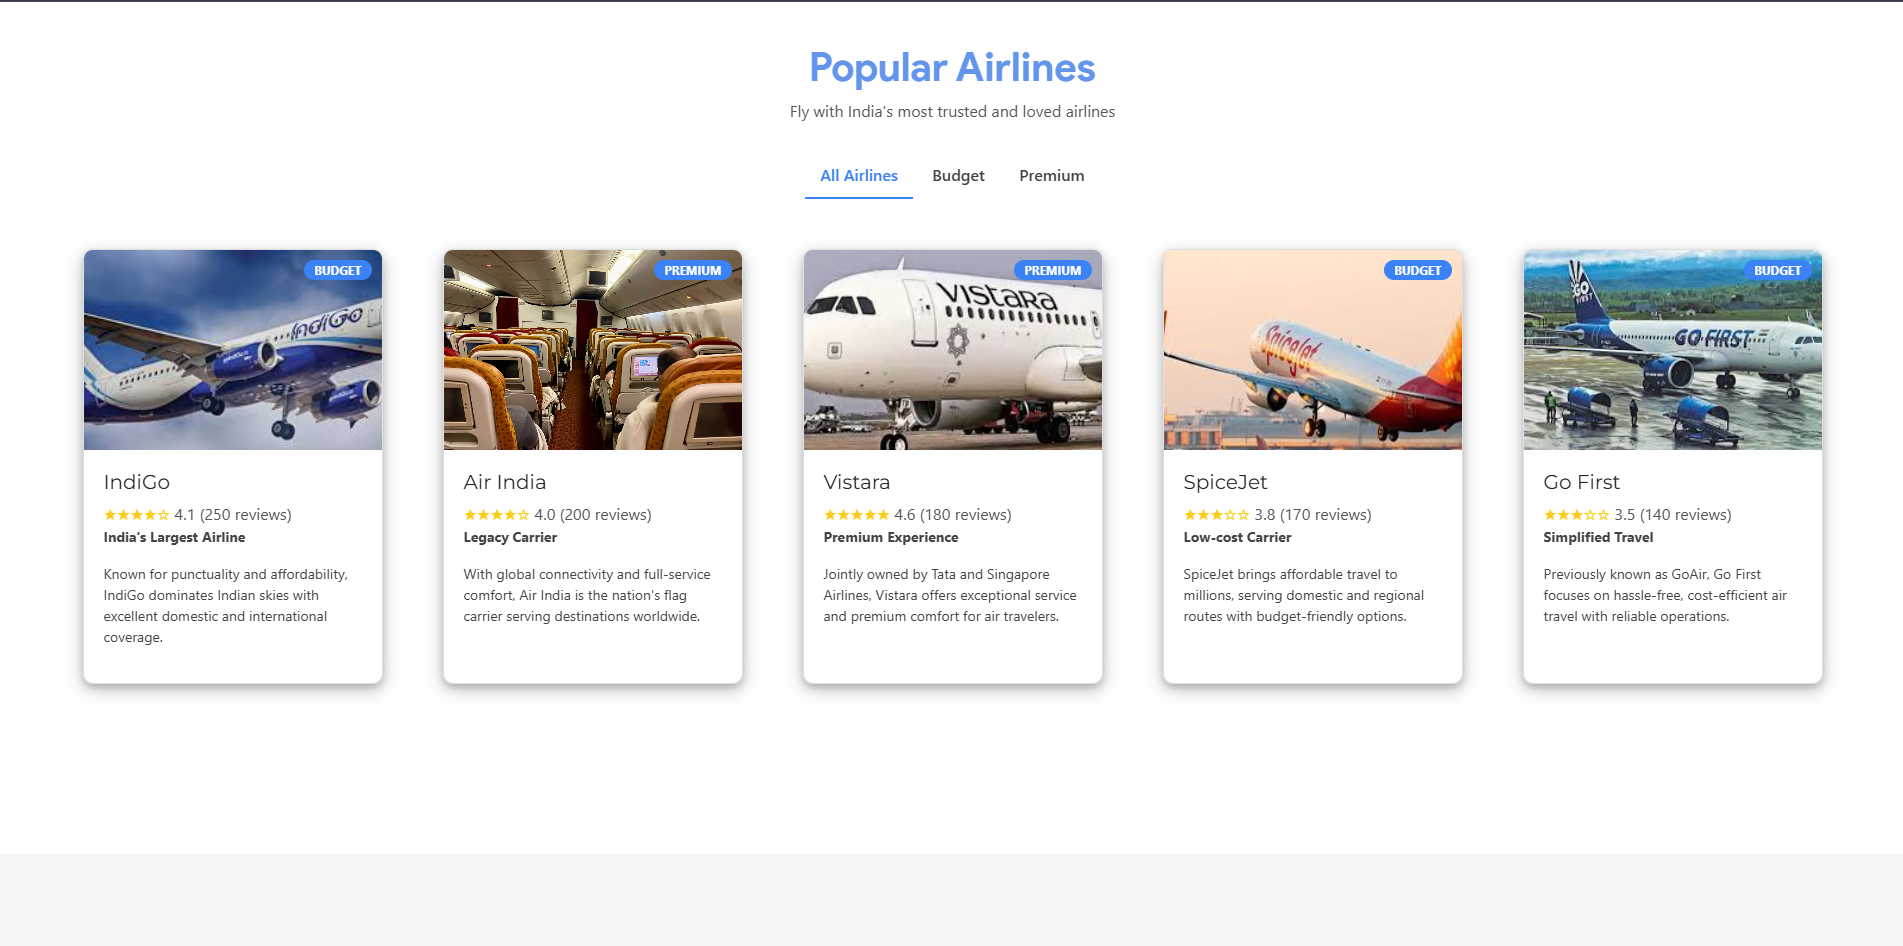 Popular Airlines
Fly with India's most trusted and loved airlines
All Airlines Budget Premium
BUDGET
IndiGo
IndiGo
★★★★☆ 4.1 (250 reviews)
India's Largest Airline
Known for punctuality and affordability,
IndiGo dominates Indian skies with
excellent domestic and international
coverage.
PREMIUM
Air India
★★★★☆ 4.0 (200 reviews)
Legacy Carrier
With global connectivity and full-service
comfort, Air India is the nation's flag
carrier serving destinations worldwide.
PREMIUM
VISTARA
Vistara
★★★★★ 4.6 (180 reviews)
Premium Experience
Jointly owned by Tata and Singapore
Airlines, Vistara offers exceptional service
and premium comfort for air travelers.
BUDGET
SpiceJet
SpiceJet
★★★☆☆ 3.8 (170 reviews)
Low-cost Carrier
SpiceJet brings affordable travel to
millions, serving domestic and regional
routes with budget-friendly options.
BUDGET
GO
FIRST
GO FIRST
Go First
★★★☆☆ 3.5 (140 reviews)
Simplified Travel
Previously known as GoAir, Go First
focuses on hassle-free, cost-efficient air
travel with reliable operations.